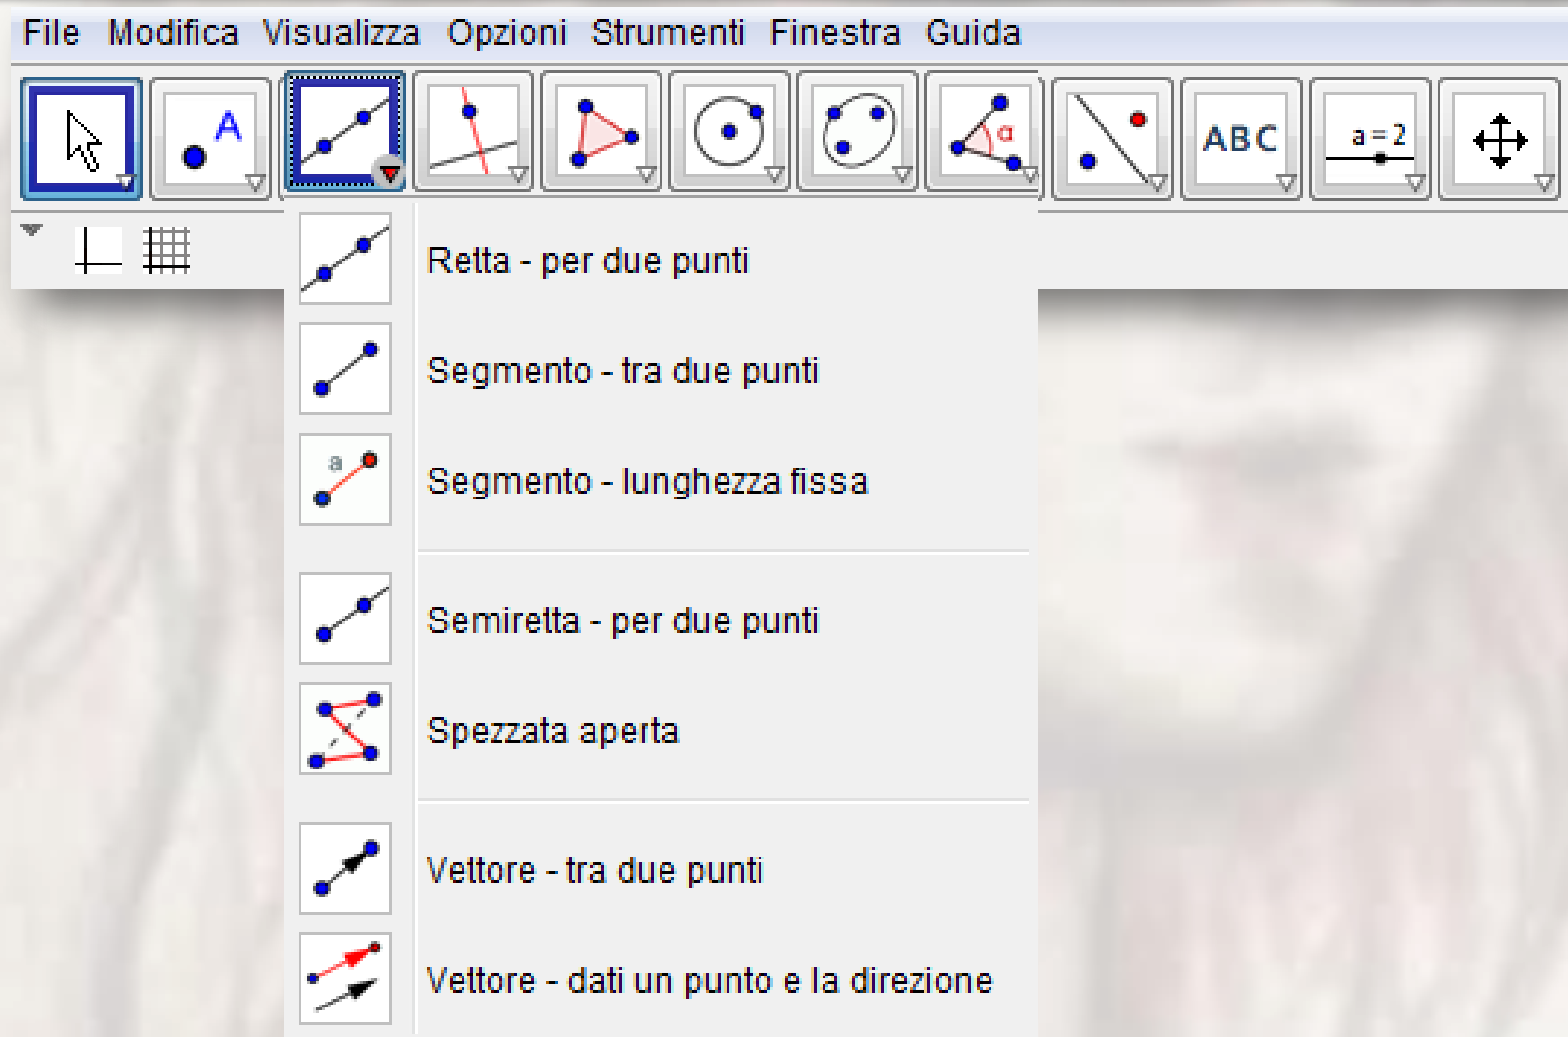 File Modifica Visualizza Opzioni Strumenti Finestra Guida
A α ABC a=2
Retta - per due punti
Segmento - tra due punti
a
Segmento - lunghezza fissa
Semiretta - per due punti
Spezzata aperta
Vettore - tra due punti
Vettore - dati un punto e la direzione